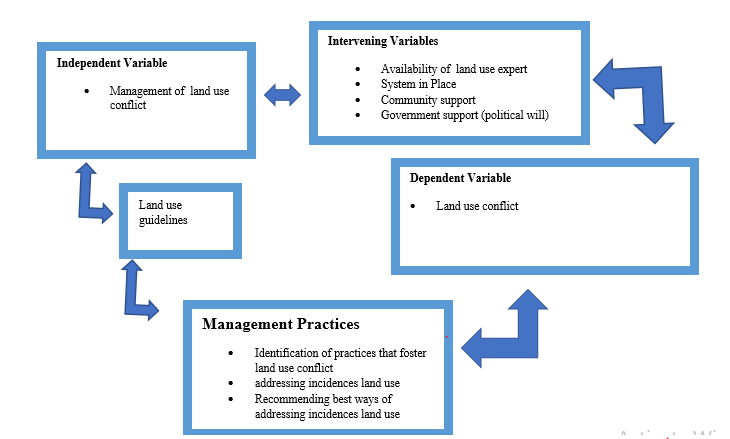 Independent Variable
• Management of land use
conflict
Intervening Variables
• Availability of land use expert
• System in Place
• Community support
• Government support (political will)
Dependent Variable
• Land use conflict
Land use
guidelines
Management Practices
• Identification of practices that foster
land use conflict
• addressing incidences land use
• Recommending best ways of
addressing incidences land use